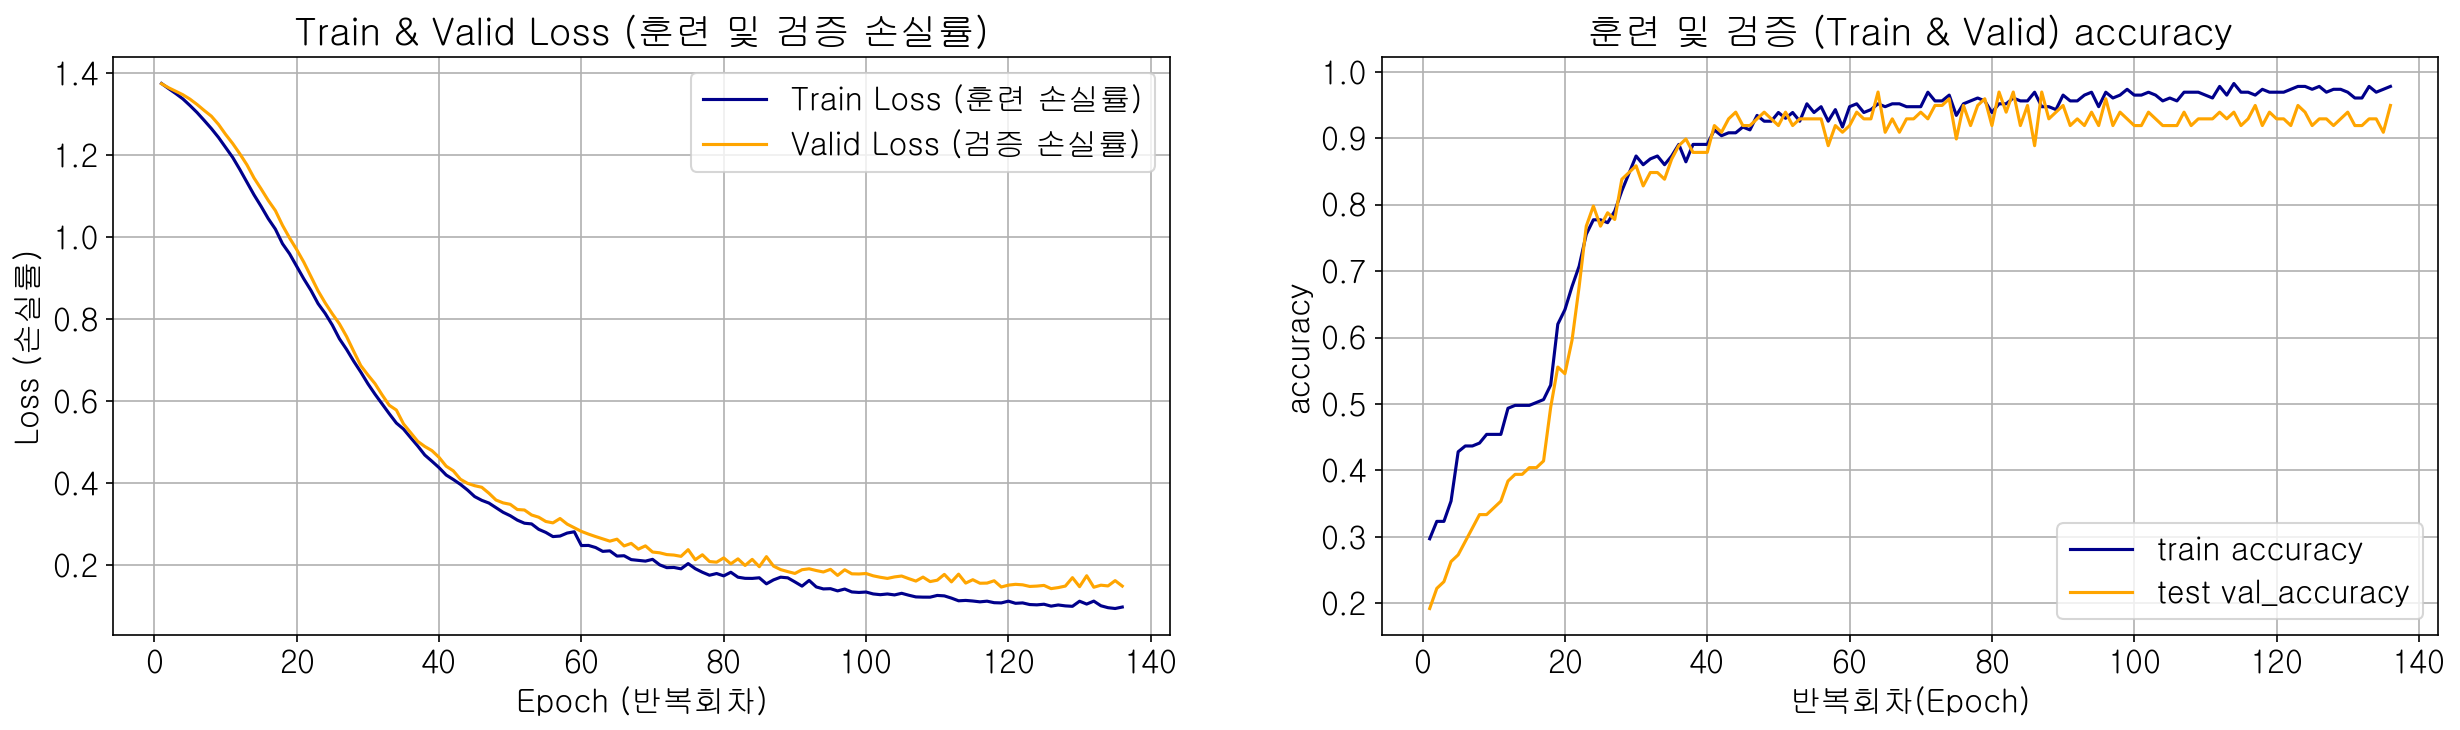 Train & Valid Loss (훈련 및 검증 손실률)
1.4
1.2
1.0
0.8
0.6
0.4
0.2
Loss (손실률)
Train Loss (훈련 손실률)
Valid Loss (검증 손실률)
0 20 40 60 80 100 120 140
Epoch (반복회차)
훈련 및 검증 (Train & Valid) accuracy
1.0
0.9
0.8
0.7
0.6
0.5
0.4
0.3
0.2
accuracy
train accuracy
test val_accuracy
0 20 40 60 80 100 120 140
반복회차(Epoch)